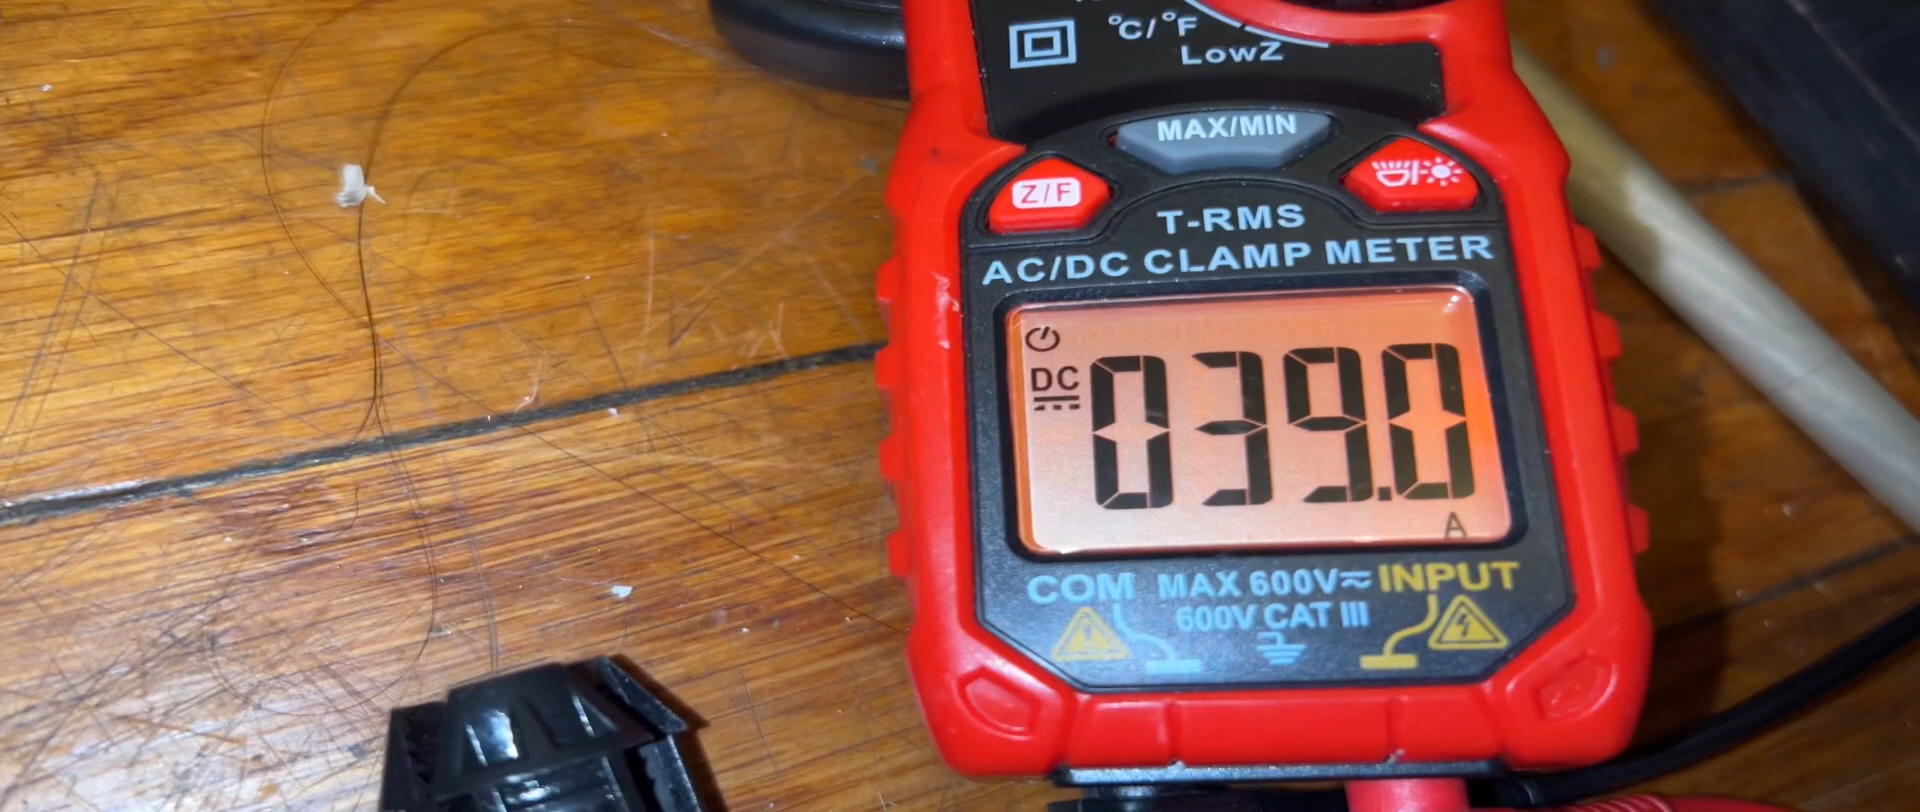 °C/°F
LowZ
MAX/MIN
Z/F
T-RMS
AC/DC CLAMP METER
DC
039.0
A
COM MAX 600V≂ INPUT
600V CAT III